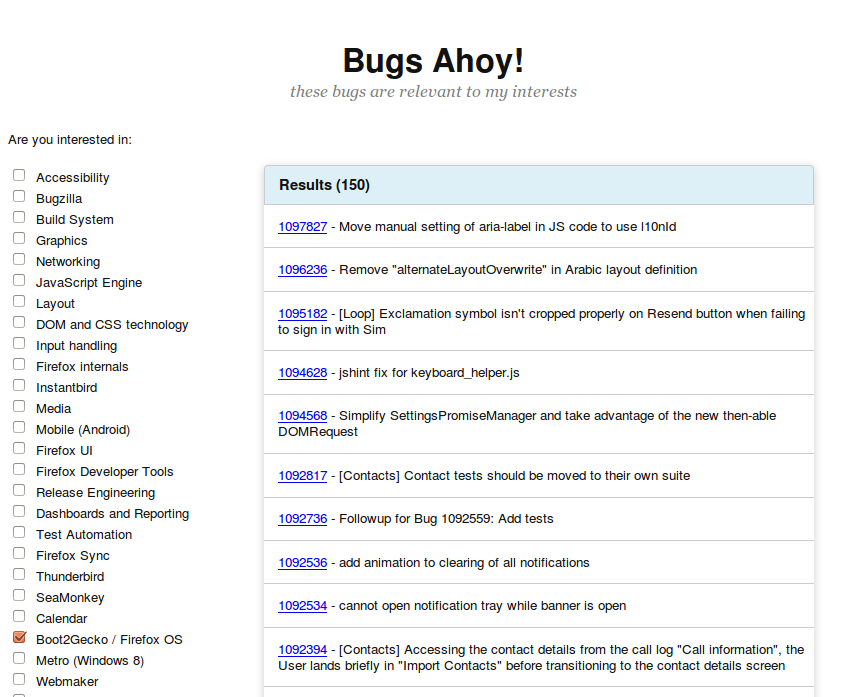 Bugs Ahoy!
these bugs are relevant to my interests
Are you interested in:
Accessibility
Bugzilla
Build System
Graphics
Networking
JavaScript Engine
Layout
DOM and CSS technology
Input handling
Firefox internals
Instantbird
Media
Mobile (Android)
Firefox UI
Firefox Developer Tools
Release Engineering
Dashboards and Reporting
Test Automation
Firefox Sync
Thunderbird
SeaMonkey
Calendar
Boot2Gecko / Firefox OS
Metro (Windows 8)
Webmaker
Results (150)
1097827 - Move manual setting of aria-label in JS code to use l10nId
1096236 - Remove "alternateLayoutOverwrite" in Arabic layout definition
1095182 - [Loop] Exclamation symbol isn't cropped properly on Resend button when failing
to sign in with Sim
1094628 - jshint fix for keyboard_helper.js
1094568 - Simplify SettingsPromiseManager and take advantage of the new then-able
DOMRequest
1092817 - [Contacts] Contact tests should be moved to their own suite
1092736 - Followup for Bug 1092559: Add tests
1092536 - add animation to clearing of all notifications
1092534 - cannot open notification tray while banner is open
1092394 - [Contacts] Accessing the contact details from the call log "Call information", the
User lands briefly in "Import Contacts" before transitioning to the contact details screen